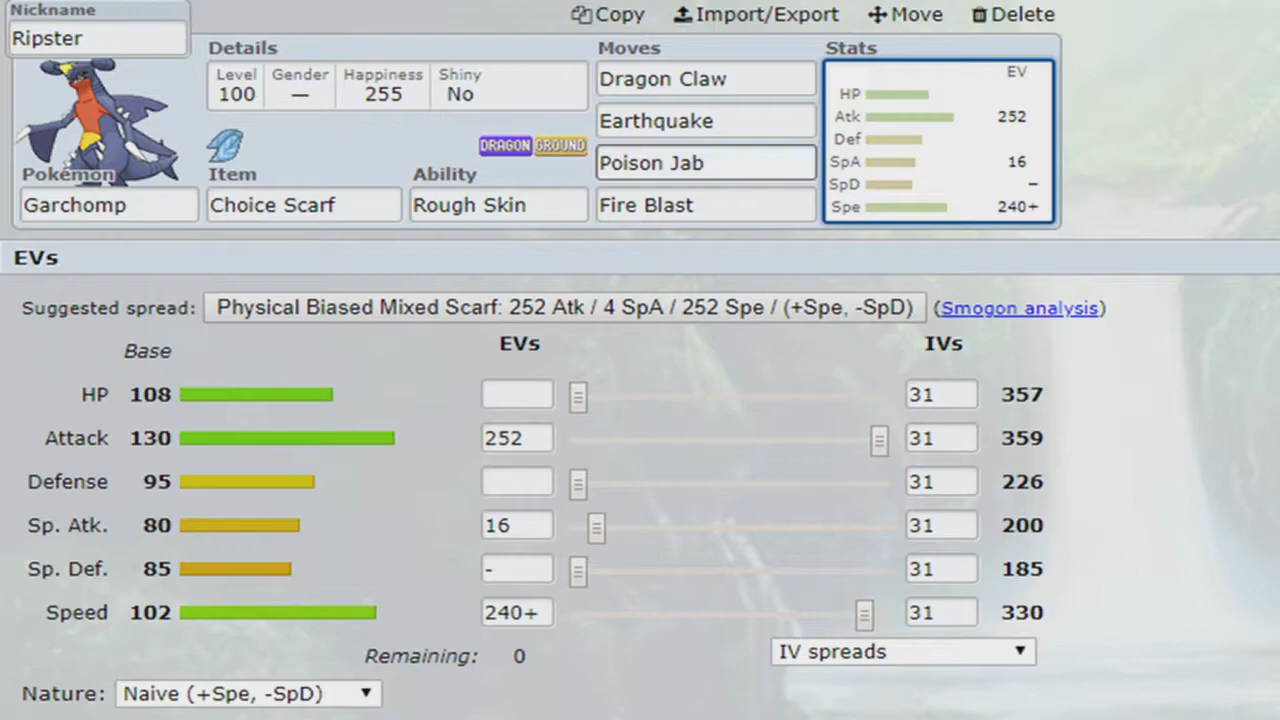 Nickname
Ripster
Copy Import/Export Move Delete
Details
Level Gender Happiness Shiny
100 — 255 No
DRAGON GROUND
Pokémon
Garchomp
Item
Choice Scarf
Ability
Rough Skin
Moves
Dragon Claw
Earthquake
Poison Jab
Fire Blast
Stats
EV
HP
Atk 252
Def
SpA 16
SpD –
Spe 240+
EVs
Suggested spread: Physical Biased Mixed Scarf: 252 Atk / 4 SpA / 252 Spe / (+Spe, -SpD) (Smogon analysis)
Base EVs IVs
HP 108 31 357
Attack 130 252 31 359
Defense 95 31 226
Sp. Atk. 80 16 31 200
Sp. Def. 85 - 31 185
Speed 102 240+ 31 330
Remaining: 0 IV spreads
Nature: Naive (+Spe, -SpD)